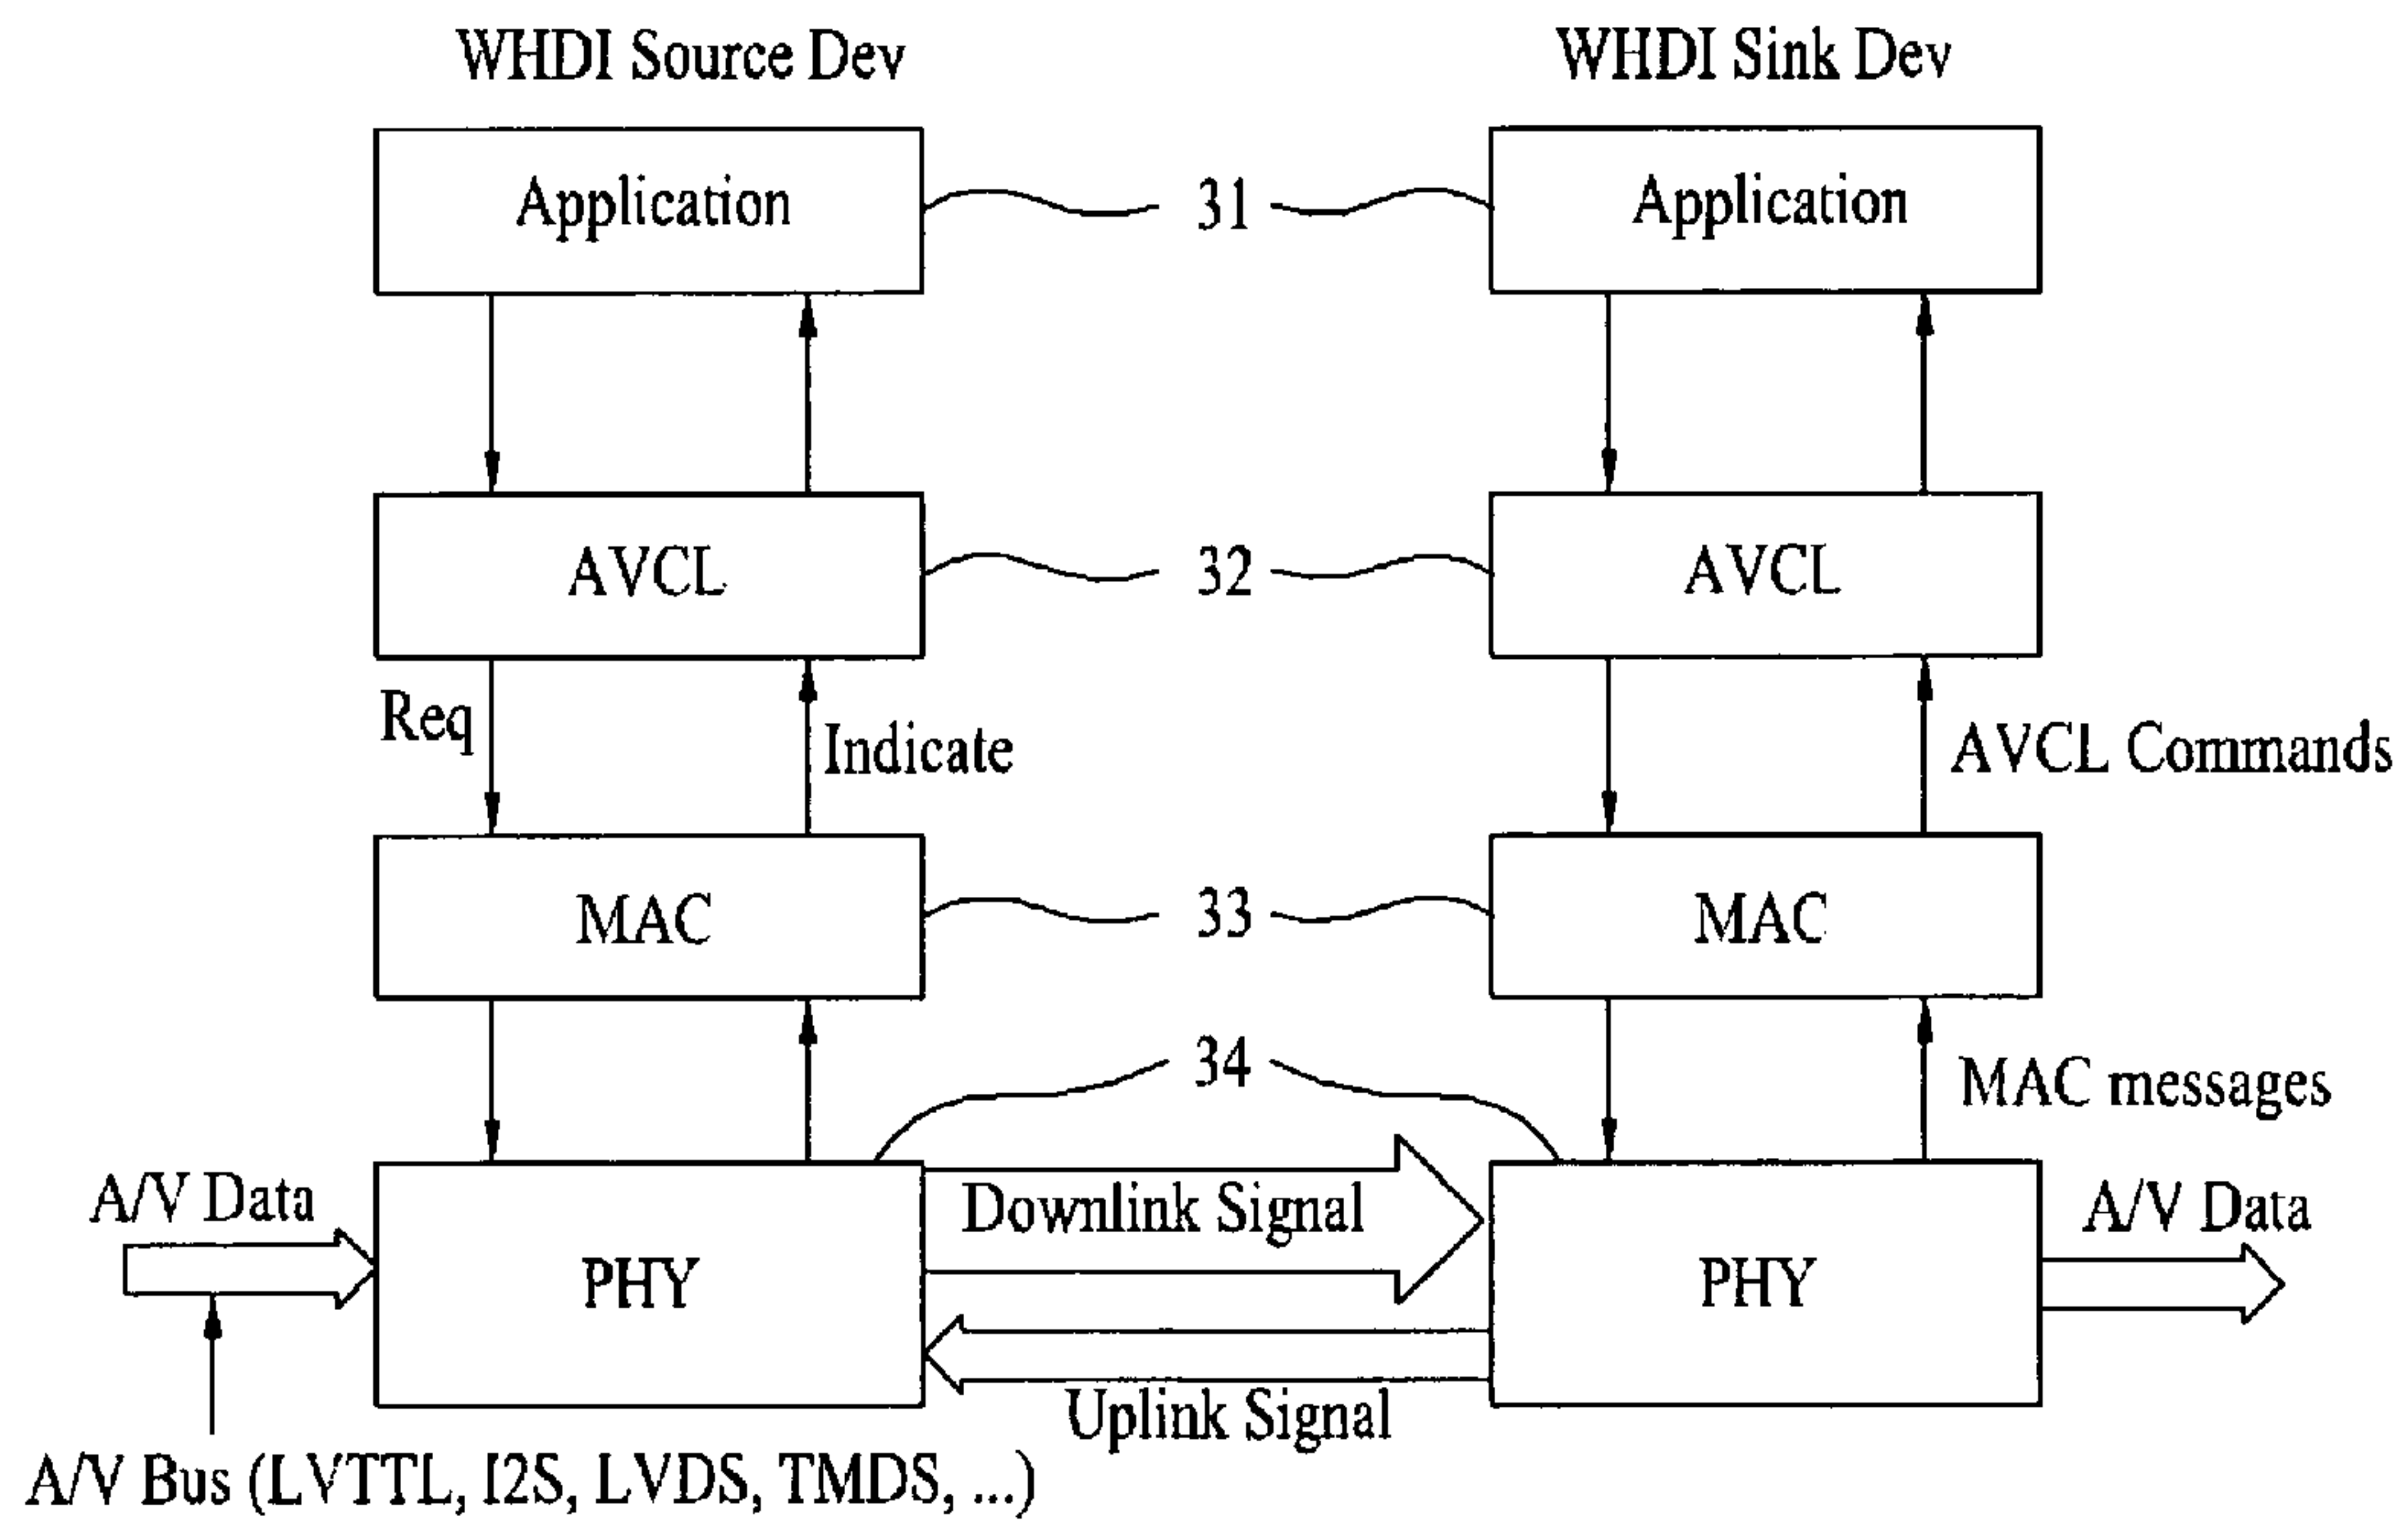 WHDI Source Dev
WHDI Sink Dev
Application
31
Application
AVCL
32
AVCL
Req
Indicate
AVCL Commands
MAC
33
MAC
34
MAC messages
A/V Data
Downlink Signal
A/V Data
PHY
PHY
Uplink Signal
A/V Bus (LVTTL, I2S, LVDS, TMDS, ...)